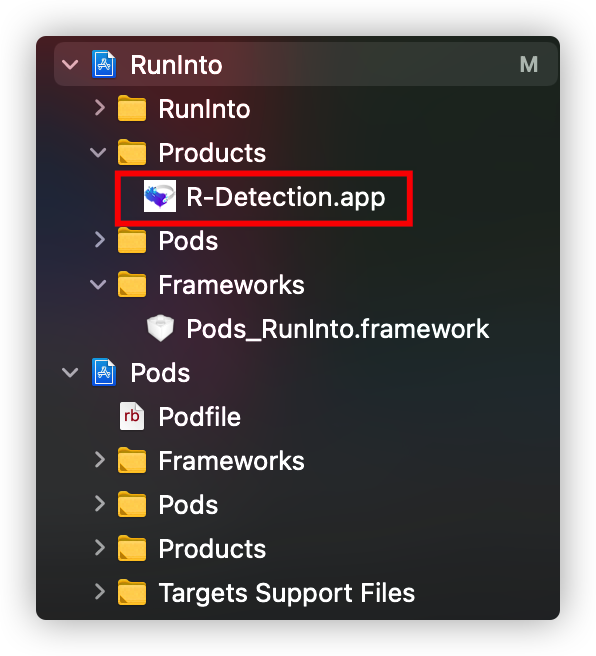 RunInto M
RunInto
Products
R-Detection.app
Pods
Frameworks
Pods_RunInto.framework
Pods
rb Podfile
Frameworks
Pods
Products
Targets Support Files